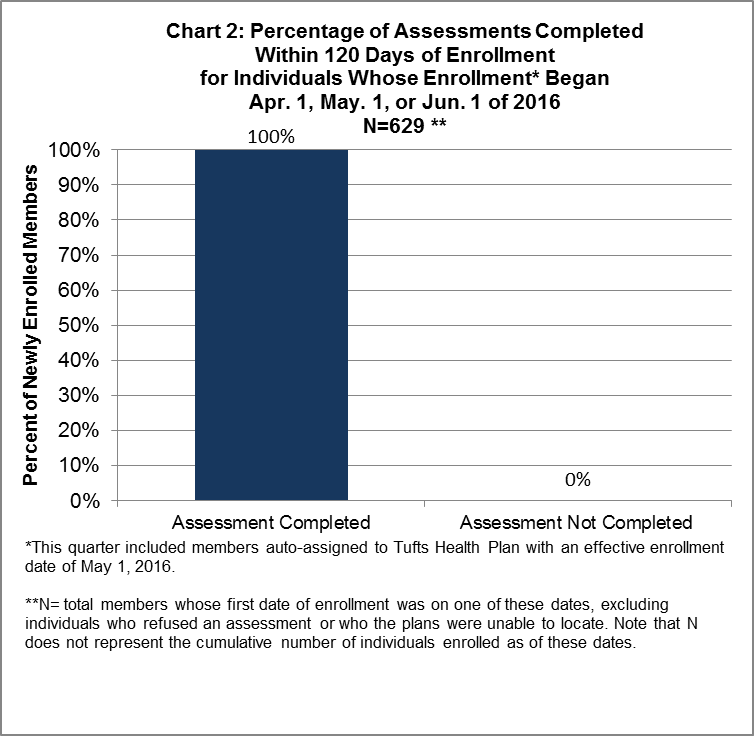 Chart 2: Percentage of Assessments Completed
Within 120 Days of Enrollment
for Individuals Whose Enrollment* Began
Apr. 1, May. 1, or Jun. 1 of 2016
N=629 **
Percent of Newly Enrolled Members
100%
90%
80%
70%
60%
50%
40%
30%
20%
10%
0%
100%
0%
Assessment Completed
Assessment Not Completed
*This quarter included members auto-assigned to Tufts Health Plan with an effective enrollment
date of May 1, 2016.
**N= total members whose first date of enrollment was on one of these dates, excluding
individuals who refused an assessment or who the plans were unable to locate. Note that N
does not represent the cumulative number of individuals enrolled as of these dates.